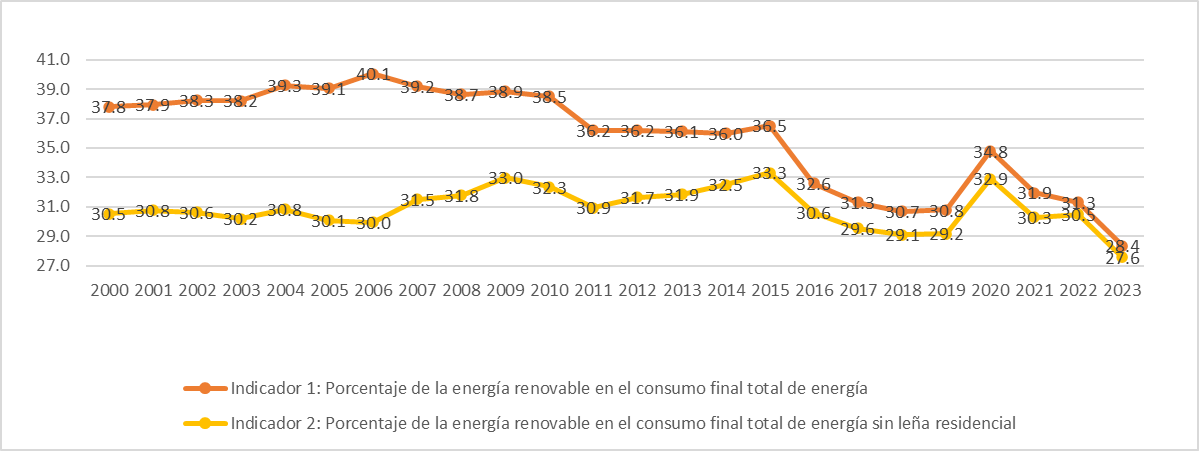 41.0
39.0
37.0
35.0
33.0
31.0
29.0
27.0
37.8 37.9 38.3 38.2 39.3 39.1 40.1 39.2 38.7 38.9 38.5 36.2 36.2 36.1 36.0 36.5 32.6 31.3 30.7 30.8 34.8 31.9 31.3 28.4
30.5 30.8 30.6 30.2 30.8 30.1 30.0 31.5 31.8 33.0 32.3 30.9 31.7 31.9 32.5 33.3 30.6 29.6 29.1 29.2 32.9 30.3 30.5 27.6
2000 2001 2002 2003 2004 2005 2006 2007 2008 2009 2010 2011 2012 2013 2014 2015 2016 2017 2018 2019 2020 2021 2022 2023
Indicador 1: Porcentaje de la energía renovable en el consumo final total de energía
Indicador 2: Porcentaje de la energía renovable en el consumo final total de energía sin leña residencial